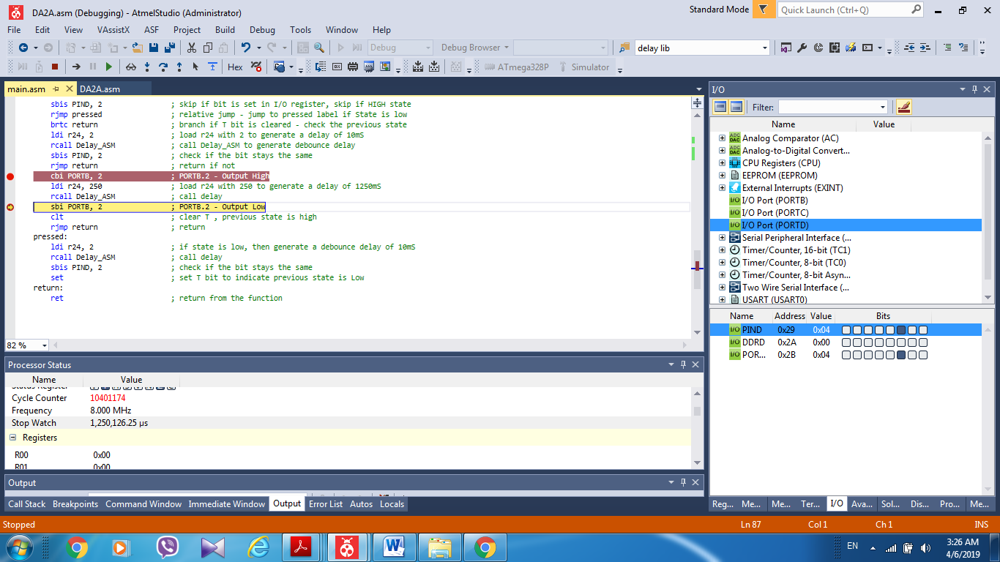 DA2A.asm (Debugging) - AtmelStudio (Administrator)
Standard Mode
Quick Launch (Ctrl+Q)
File Edit View VAssistX ASF Project Build Debug Tools Window Help
Debug
Debug Browser
delay lib
Hex
ATmega328P
Simulator
main.asm
DA2A.asm
sbis PIND, 2 ; skip if bit is set in I/O register, skip if HIGH state
rjmp pressed ; relative jump - jump to pressed label if State is low
brtc return ; branch if T bit is cleared - check the previous state
ldi r24, 2 ; load r24 with 2 to generate a delay of 10mS
rcall Delay_ASM ; call Delay_ASM to generate debounce delay
sbis PIND, 2 ; check if the bit stays the same
rjmp return ; return if not
cbi PORTB, 2 ; PORTB.2 - Output High
ldi r24, 250 ; load r24 with 250 to generate a delay of 1250mS
rcall Delay_ASM ; call delay
sbi PORTB, 2 ; PORTB.2 - Output Low
clt ; clear T , previous state is high
rjmp return ; return
pressed:
ldi r24, 2 ; if state is low, then generate a debounce delay of 10mS
rcall Delay_ASM ; call delay
sbis PIND, 2 ; check if the bit stays the same
set ; set T bit to indicate previous state is Low
return:
ret ; return from the function
82 %
Processor Status
Name Value
Status Register
Cycle Counter 10401174
Frequency 8.000 MHz
Stop Watch 1,250,126.25 µs
Registers
R00 0x00
R01 0x00
Output
Call Stack Breakpoints Command Window Immediate Window Output Error List Autos Locals
I/O
Filter:
Name Value
Analog Comparator (AC)
Analog-to-Digital Convert...
CPU Registers (CPU)
EEPROM (EEPROM)
External Interrupts (EXINT)
I/O Port (PORTB)
I/O Port (PORTC)
I/O Port (PORTD)
Serial Peripheral Interface (...
Timer/Counter, 16-bit (TC1)
Timer/Counter, 8-bit (TC0)
Timer/Counter, 8-bit Asyn...
Two Wire Serial Interface (...
USART (USART0)
Name Address Value Bits
PIND 0x29 0x04
DDRD 0x2A 0x00
POR... 0x2B 0x04
Reg... Me... Me... Ter... I/O Ava... Sol... Dis... Pro... Me...
Stopped
Ln 87 Col 1 Ch 1 INS
EN
3:26 AM
4/6/2019